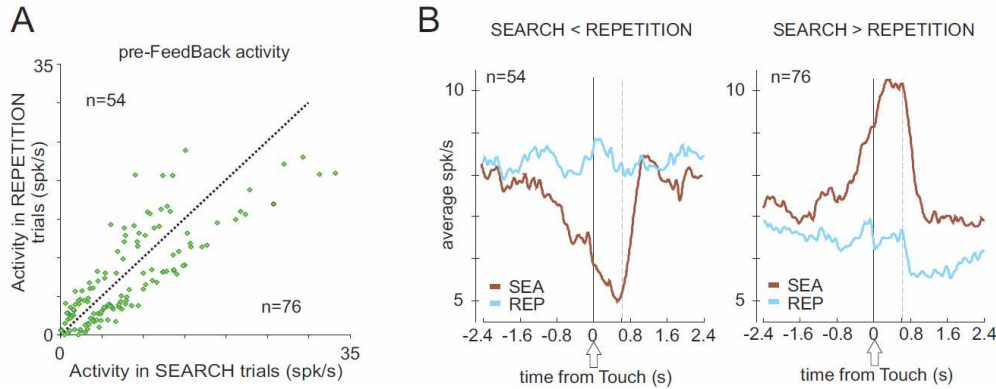 A
pre-FeedBack activity
35
n=54
Activity in REPETITION
trials (spk/s)
n=76
0
0
35
Activity in SEARCH trials (spk/s)
B
SEARCH < REPETITION
n=54
10
average spk/s
5
SEA
REP
-2.4 -1.6 -0.8 0 0.8 1.6 2.4
time from Touch (s)
SEARCH > REPETITION
n=76
10
5
SEA
REP
-2.4 -1.6 -0.8 0 0.8 1.6 2.4
time from Touch (s)